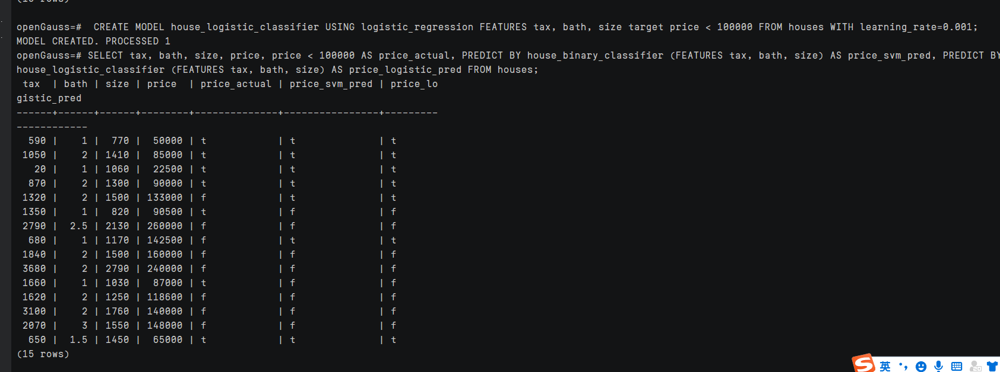 (10 rows)
openGauss=#  CREATE MODEL house_logistic_classifier USING logistic_regression FEATURES tax, bath, size target price < 100000 FROM houses WITH learning_rate=0.001;
MODEL CREATED. PROCESSED 1
openGauss=# SELECT tax, bath, size, price, price < 100000 AS price_actual, PREDICT BY house_binary_classifier (FEATURES tax, bath, size) AS price_svm_pred, PREDICT BY
house_logistic_classifier (FEATURES tax, bath, size) AS price_logistic_pred FROM houses;
 tax  | bath | size | price  | price_actual | price_svm_pred | price_lo
gistic_pred
------+------+------+--------+--------------+----------------+---------
------------
  590 |    1 |  770 |  50000 | t            | t              | t
 1050 |    2 | 1410 |  85000 | t            | t              | t
   20 |    1 | 1060 |  22500 | t            | t              | t
  870 |    2 | 1300 |  90000 | t            | t              | t
 1320 |    2 | 1500 | 133000 | f            | t              | t
 1350 |    1 |  820 |  90500 | t            | f              | f
 2790 |  2.5 | 2130 | 260000 | f            | f              | f
  680 |    1 | 1170 | 142500 | f            | t              | t
 1840 |    2 | 1500 | 160000 | f            | f              | f
 3680 |    2 | 2790 | 240000 | f            | f              | f
 1660 |    1 | 1030 |  87000 | t            | f              | f
 1620 |    2 | 1250 | 118600 | f            | f              | f
 3100 |    2 | 1760 | 140000 | f            | f              | f
 2070 |    3 | 1550 | 148000 | f            | f              | f
  650 |  1.5 | 1450 |  65000 | t            | t              | t
(15 rows)
英